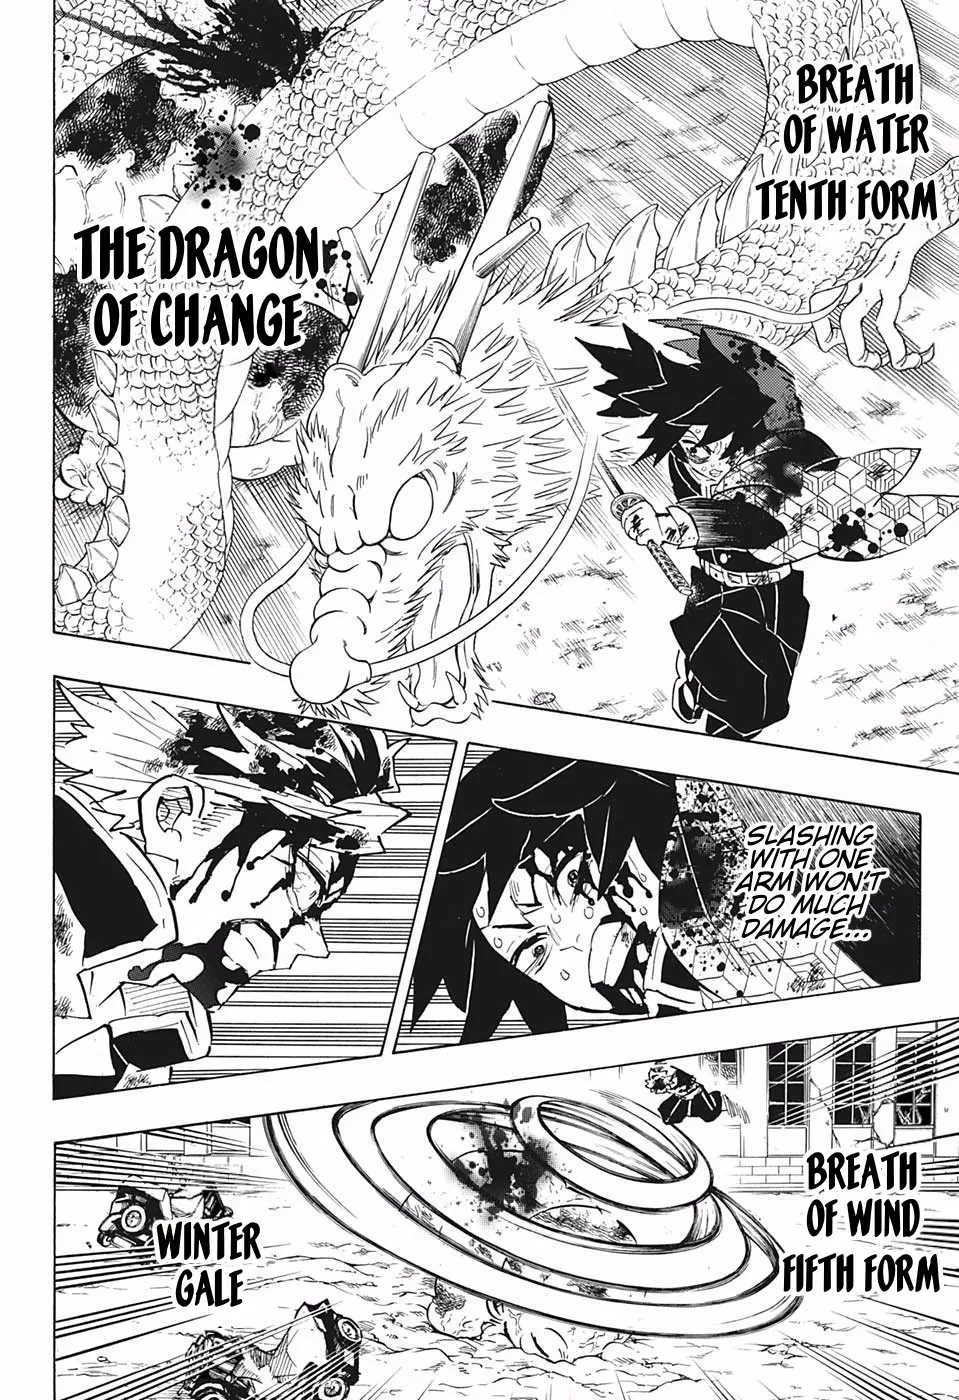 BREATH
OF WATER
TENTH FORM
THE DRAGON
OF CHANGE
SLASHING
WITH ONE
ARM WON'T
DO MUCH
DAMAGE...
BREATH
OF WIND
FIFTH FORM
WINTER
GALE